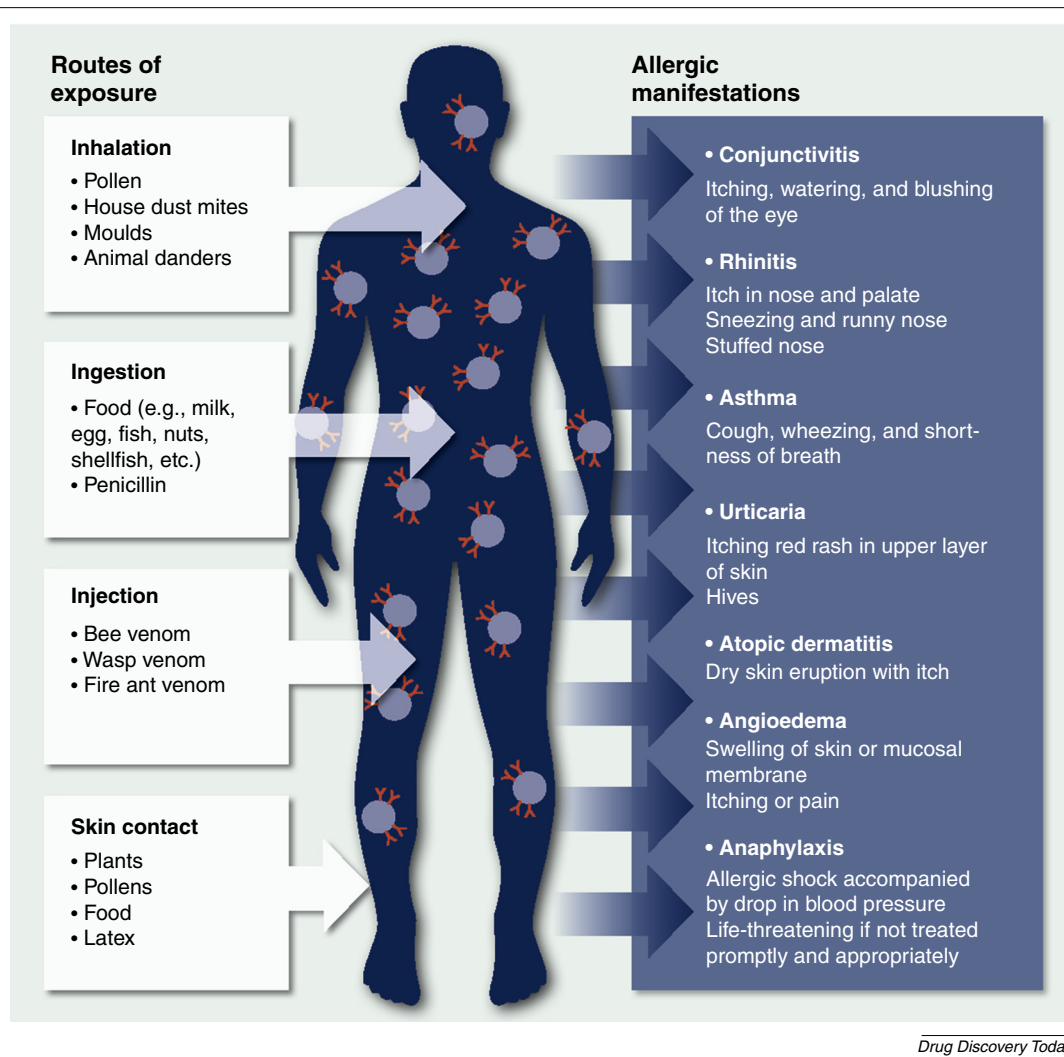 Routes of
exposure
Inhalation
• Pollen
• House dust mites
• Moulds
• Animal danders
Ingestion
• Food (e.g., milk,
egg, fish, nuts,
shellfish, etc.)
• Penicillin
Injection
• Bee venom
• Wasp venom
• Fire ant venom
Skin contact
• Plants
• Pollens
• Food
• Latex
Allergic
manifestations
• Conjunctivitis
Itching, watering, and blushing
of the eye
• Rhinitis
Itch in nose and palate
Sneezing and runny nose
Stuffed nose
• Asthma
Cough, wheezing, and short-
ness of breath
• Urticaria
Itching red rash in upper layer
of skin
Hives
• Atopic dermatitis
Dry skin eruption with itch
• Angioedema
Swelling of skin or mucosal
membrane
Itching or pain
• Anaphylaxis
Allergic shock accompanied
by drop in blood pressure
Life-threatening if not treated
promptly and appropriately
Drug Discovery Toda